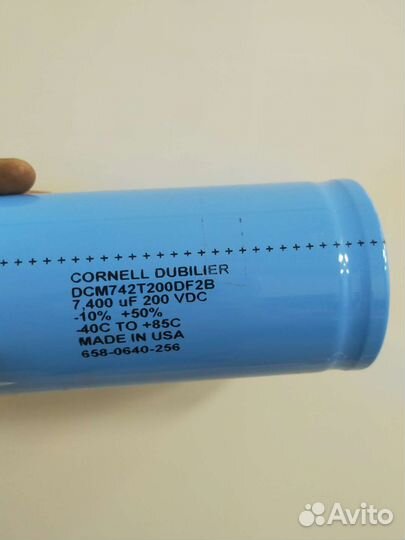 ++++++++++++++++++++++++++++++++++++
CORNELL DUBILIER
DCM742T200DF2B
7,400 uF 200 VDC
-10% +50%
-40C TO +85C
MADE IN USA
658-0640-256
Avito